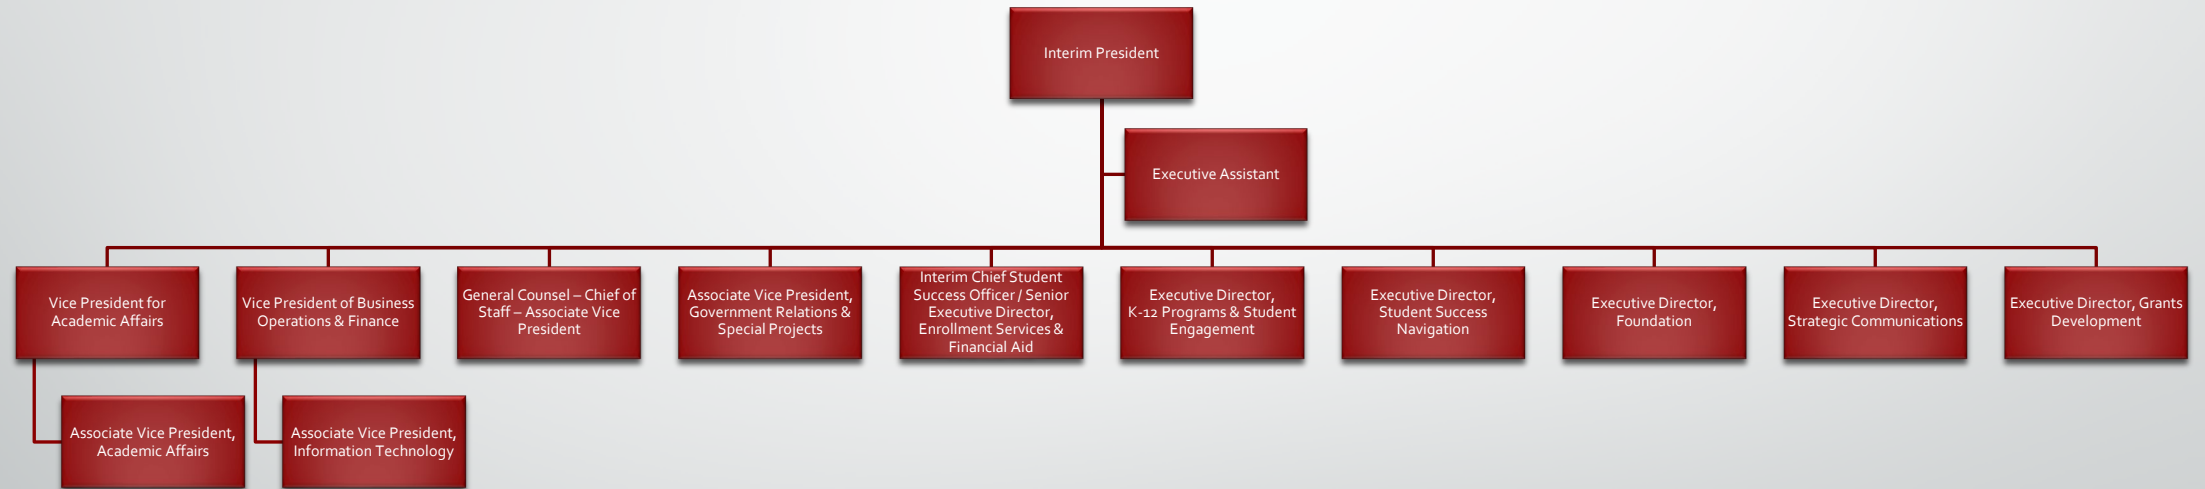 Interim President
Executive Assistant
Vice President for
Academic Affairs
Vice President of Business
Operations & Finance
General Counsel – Chief of
Staff – Associate Vice
President
Associate Vice President,
Government Relations &
Special Projects
Interim Chief Student
Success Officer / Senior
Executive Director,
Enrollment Services &
Financial Aid
Executive Director,
K-12 Programs & Student
Engagement
Executive Director,
Student Success
Navigation
Executive Director,
Foundation
Executive Director,
Strategic Communications
Executive Director, Grants
Development
Associate Vice President,
Academic Affairs
Associate Vice President,
Information Technology